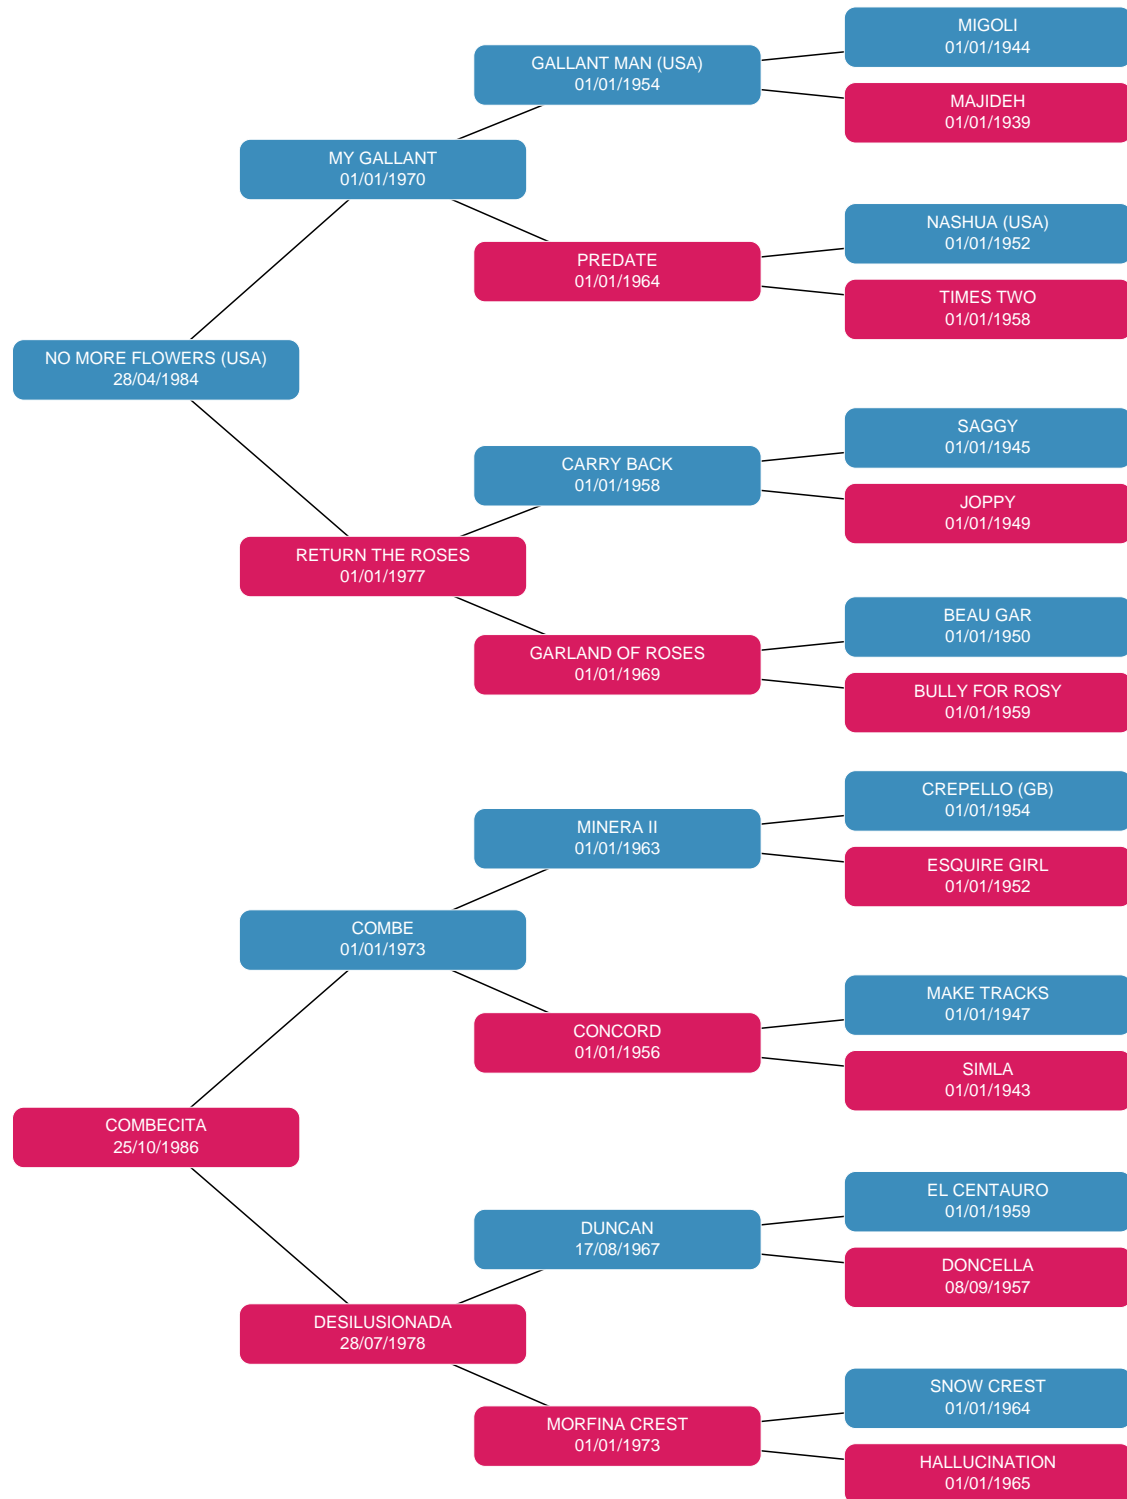 MIGOLI
01/01/1944
GALLANT MAN (USA)
01/01/1954
MAJIDEH
01/01/1939
MY GALLANT
01/01/1970
NASHUA (USA)
01/01/1952
PREDATE
01/01/1964
TIMES TWO
01/01/1958
NO MORE FLOWERS (USA)
28/04/1984
SAGGY
01/01/1945
CARRY BACK
01/01/1958
JOPPY
01/01/1949
RETURN THE ROSES
01/01/1977
BEAU GAR
01/01/1950
GARLAND OF ROSES
01/01/1969
BULLY FOR ROSY
01/01/1959
CREPELLO (GB)
01/01/1954
MINERA II
01/01/1963
ESQUIRE GIRL
01/01/1952
COMBE
01/01/1973
MAKE TRACKS
01/01/1947
CONCORD
01/01/1956
SIMLA
01/01/1943
COMBECITA
25/10/1986
EL CENTAURO
01/01/1959
DUNCAN
17/08/1967
DONCELLA
08/09/1957
DESILUSIONADA
28/07/1978
SNOW CREST
01/01/1964
MORFINA CREST
01/01/1973
HALLUCINATION
01/01/1965